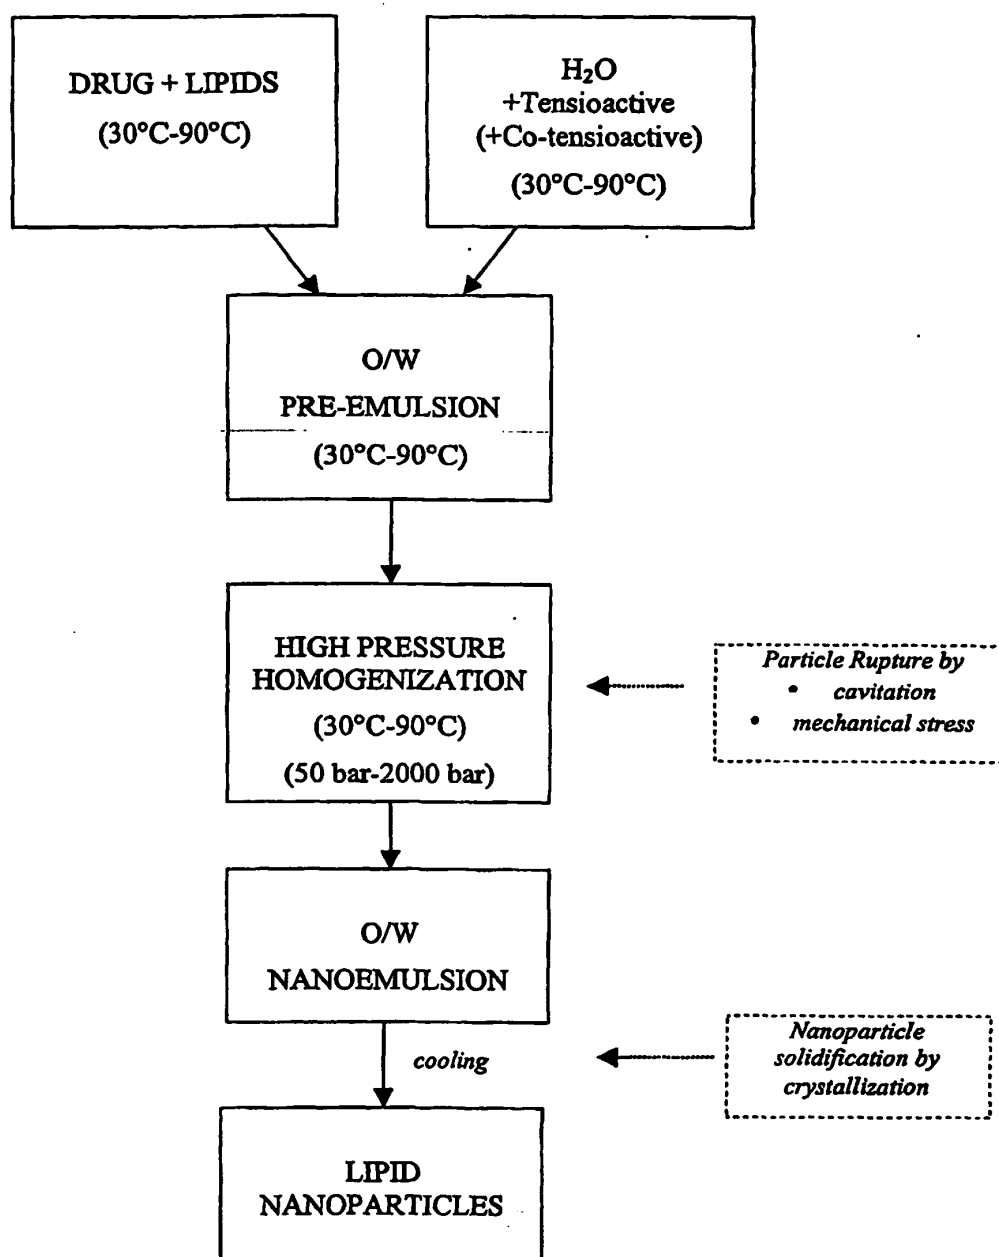 DRUG + LIPIDS
(30°C-90°C)
H₂O
+Tensioactive
(+Co-tensioactive)
(30°C-90°C)
O/W
PRE-EMULSION
(30°C-90°C)
HIGH PRESSURE
HOMOGENIZATION
(30°C-90°C)
(50 bar-2000 bar)
Particle Rupture by
• cavitation
• mechanical stress
O/W
NANOEMULSION
cooling
Nanoparticle
solidification by
crystallization
LIPID
NANOPARTICLES